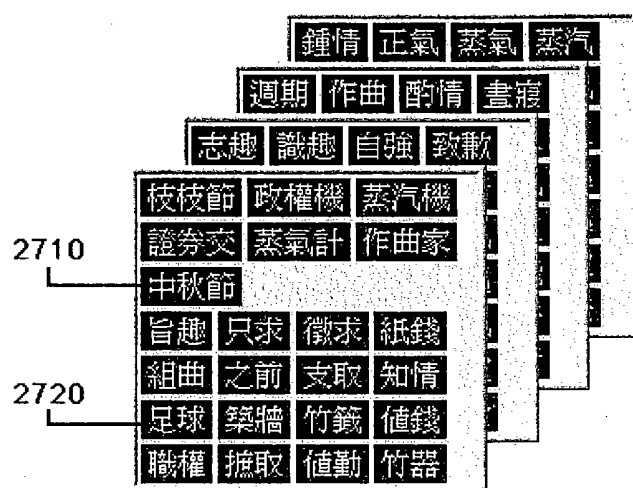 鍾情 正氣 蒸氣 蒸汽
週期 作曲 酌情 晝寢
志趣 識趣 自強 致歉
枝枝節 政權機 蒸汽機
2710
證券交 蒸氣計 作曲家
中秋節
旨趣 只求 徵求 紙錢
組曲 之前 支取 知情
2720
足球 築牆 竹籤 值錢
職權 摭取 值勤 竹器